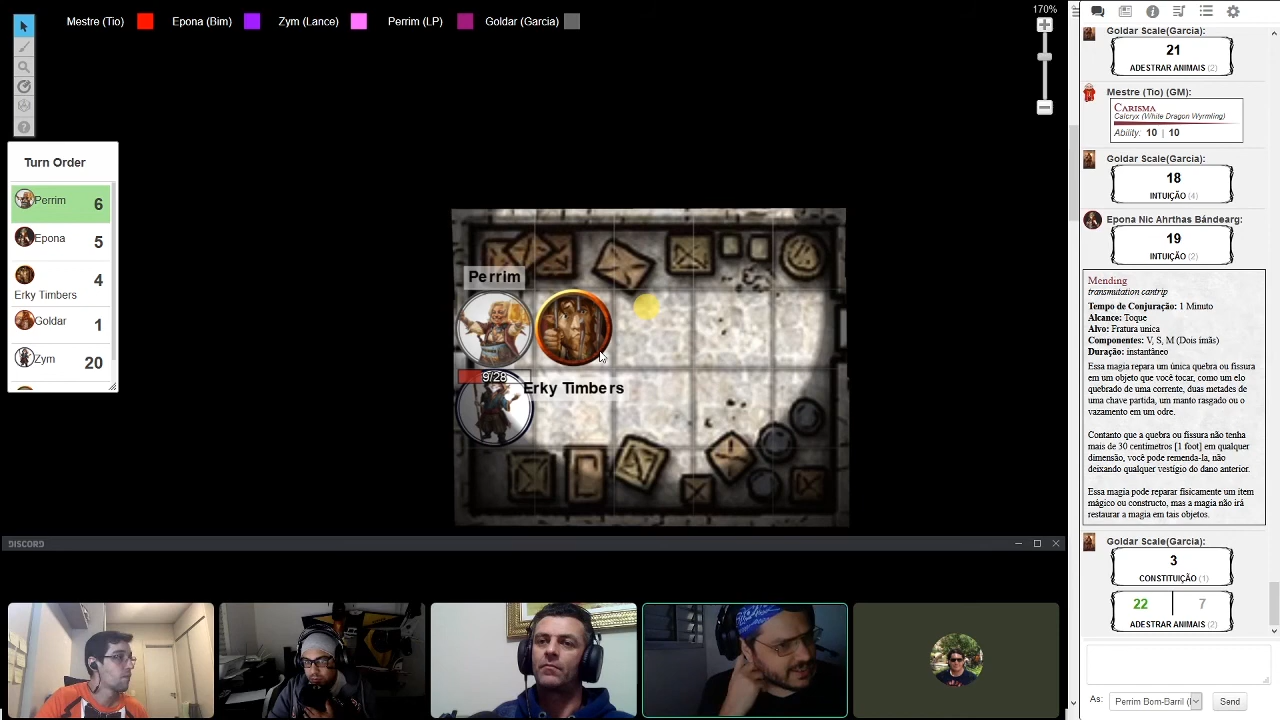 Mestre (Tio)
Epona (Bim)
Zym (Lance)
Perrim (LP)
Goldar (Garcia)
170%
Turn Order
Perrim 6
Epona 5
4
Erky Timbers
Goldar 1
Zym 20
Perrim
9/28
Erky Timbers
DISCORD
Goldar Scale(Garcia):
21
ADESTRAR ANIMAIS (2)
Mestre (Tio) (GM):
CARISMA
Calcryx (White Dragon Wyrmling)
Ability: 10 | 10
Goldar Scale(Garcia):
18
INTUIÇÃO (4)
Epona Nic Ahrthas Bándearg:
19
INTUIÇÃO (2)
Mending
transmutation cantrip
Tempo de Conjuração: 1 Minuto
Alcance: Toque
Alvo: Fratura unica
Componentes: V, S, M (Dois imãs)
Duração: instantâneo
Essa magia repara um única quebra ou fissura
em um objeto que você tocar, como um elo
quebrado de uma corrente, duas metades de
uma chave partida, um manto rasgado ou o
vazamento em um odre.
Contanto que a quebra ou fissura não tenha
mais de 30 centímetros [1 foot] em qualquer
dimensão, você pode remenda-la, não
deixando qualquer vestígio do dano anterior.
Essa magia pode reparar fisicamente um item
mágico ou constructo, mas a magia não irá
restaurar a magia em tais objetos.
Goldar Scale(Garcia):
3
CONSTITUIÇÃO (1)
22 7
ADESTRAR ANIMAIS (2)
As: Perrim Bom-Barril (
Send